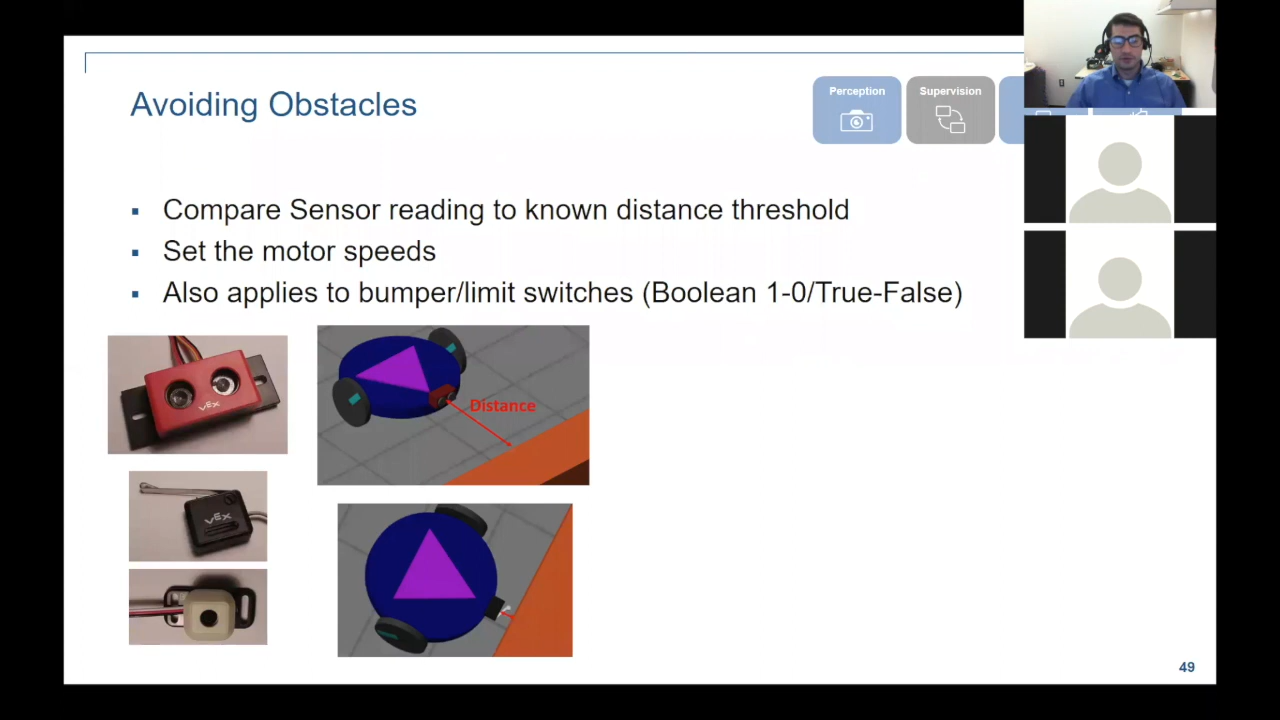 Avoiding Obstacles
Perception
Supervision
▪ Compare Sensor reading to known distance threshold
▪ Set the motor speeds
▪ Also applies to bumper/limit switches (Boolean 1-0/True-False)
VEX
Distance
VEX
49